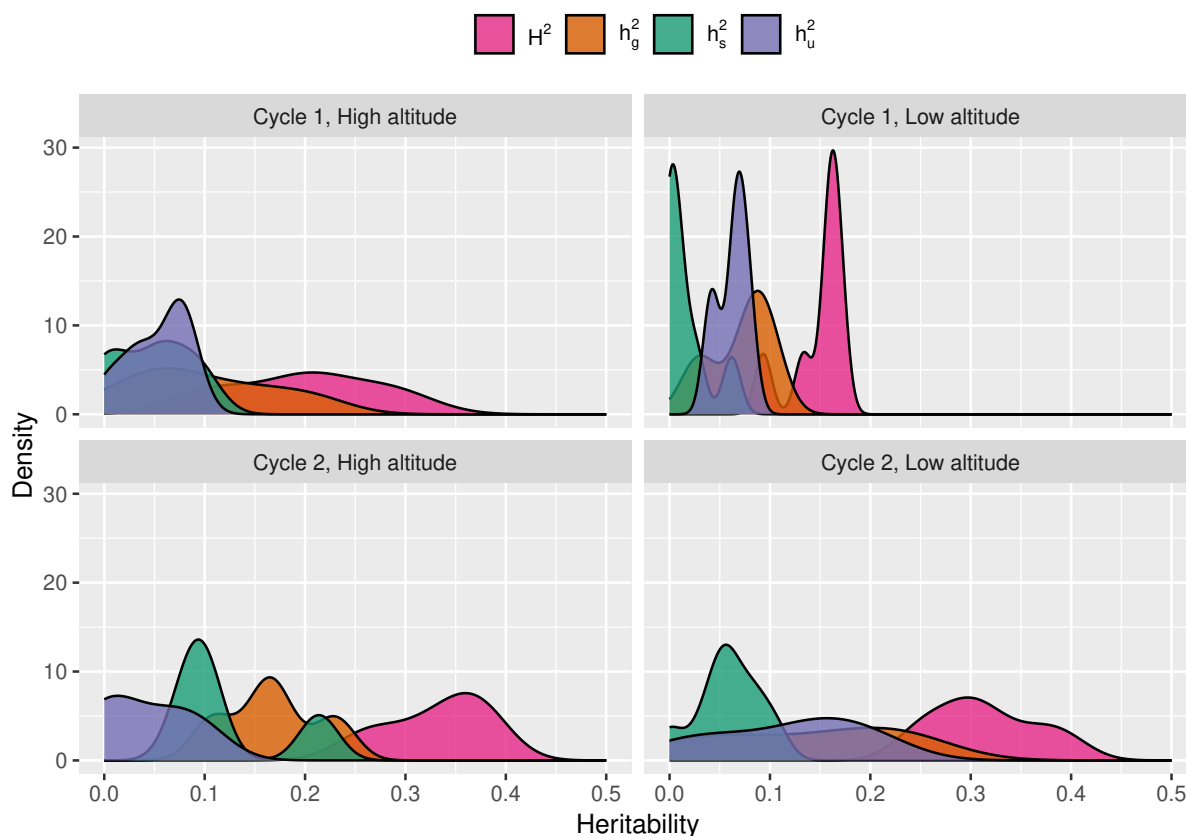 H² h²g h²s h²u
Cycle 1, High altitude Cycle 1, Low altitude
30
20
10
0
Cycle 2, High altitude Cycle 2, Low altitude
30
20
10
0
Density
0.0 0.1 0.2 0.3 0.4 0.5 0.0 0.1 0.2 0.3 0.4 0.5
Heritability